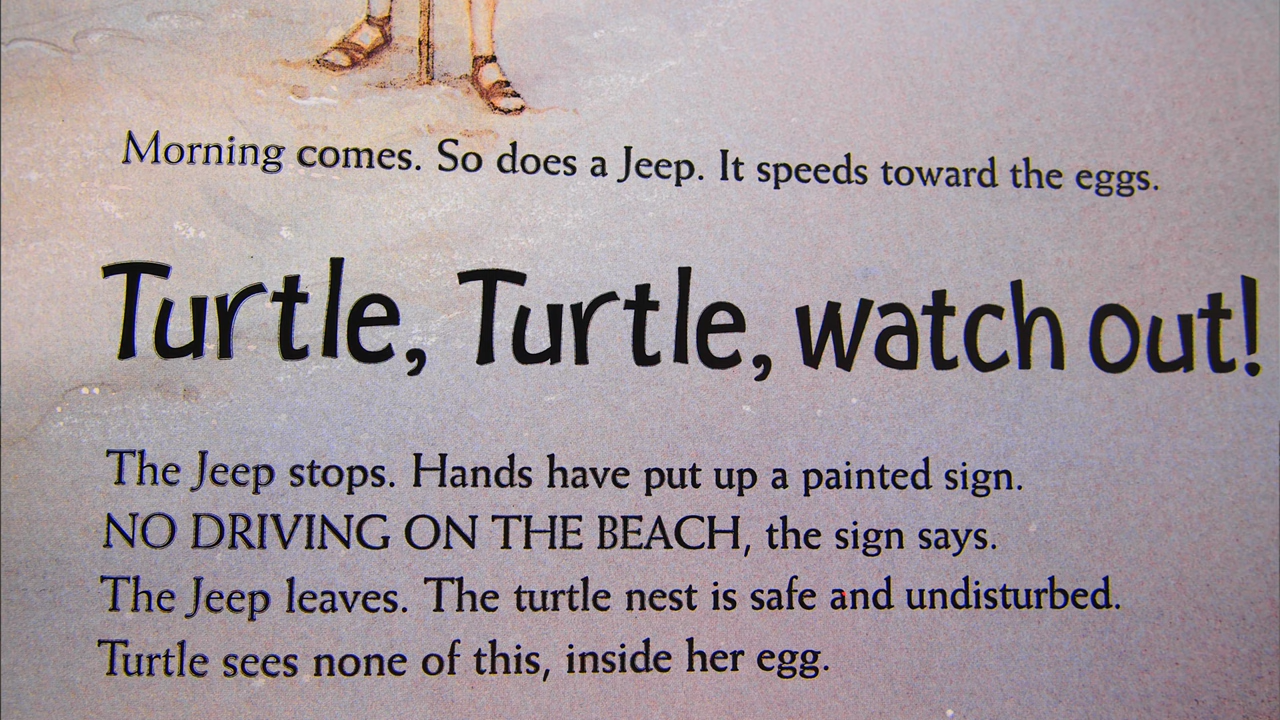 Morning comes. So does a Jeep. It speeds toward the eggs.
Turtle, Turtle, watch out!
The Jeep stops. Hands have put up a painted sign.
NO DRIVING ON THE BEACH, the sign says.
The Jeep leaves. The turtle nest is safe and undisturbed.
Turtle sees none of this, inside her egg.